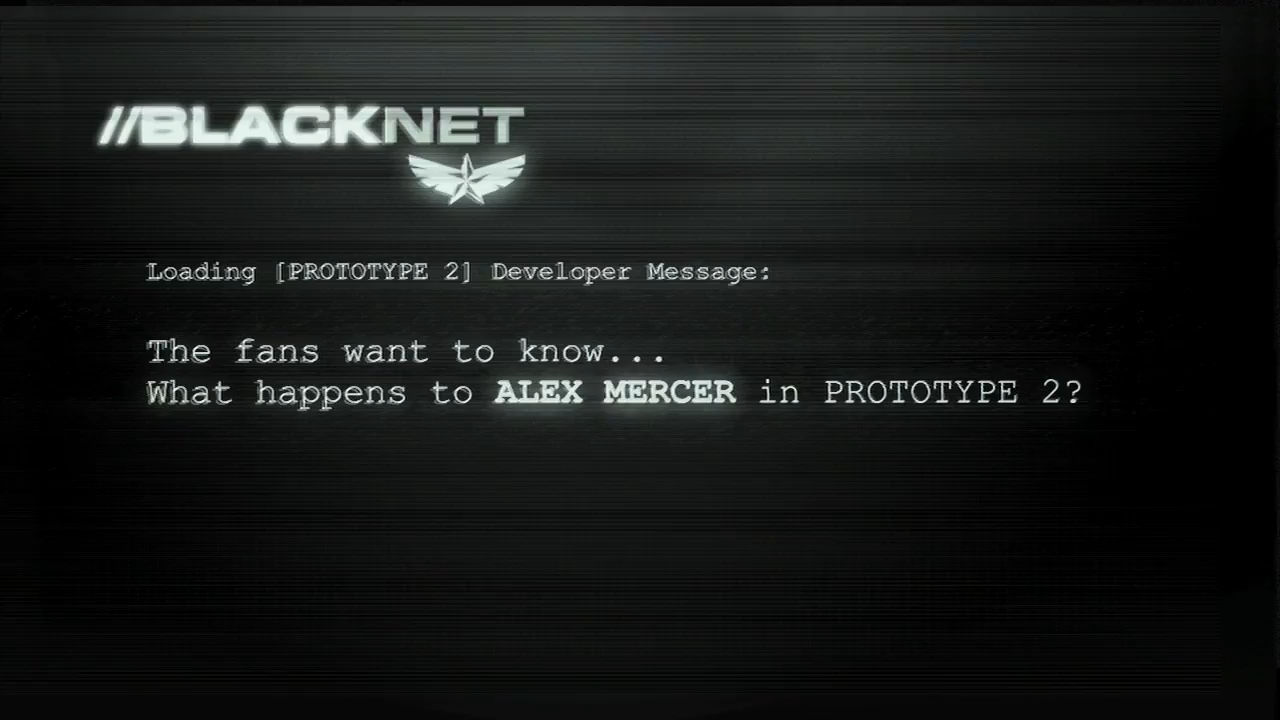 //BLACKNET
Loading [PROTOTYPE 2] Developer Message:
The fans want to know...
What happens to ALEX MERCER in PROTOTYPE 2?